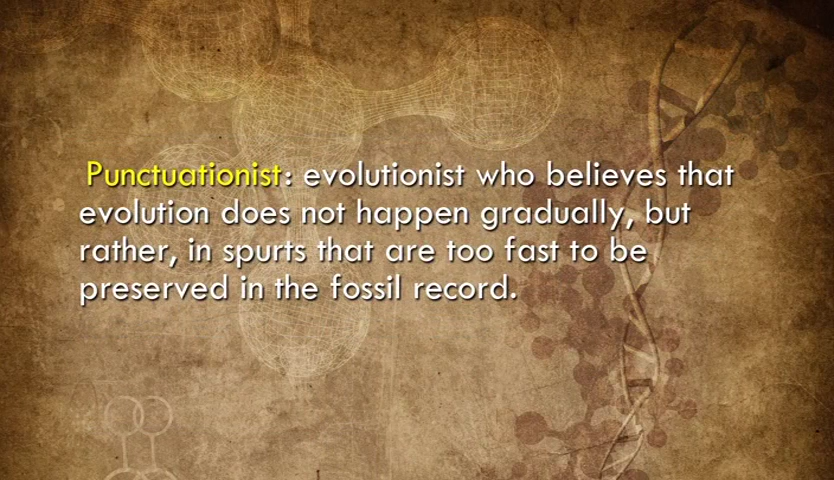 Punctuationist: evolutionist who believes that
evolution does not happen gradually, but
rather, in spurts that are too fast to be
preserved in the fossil record.